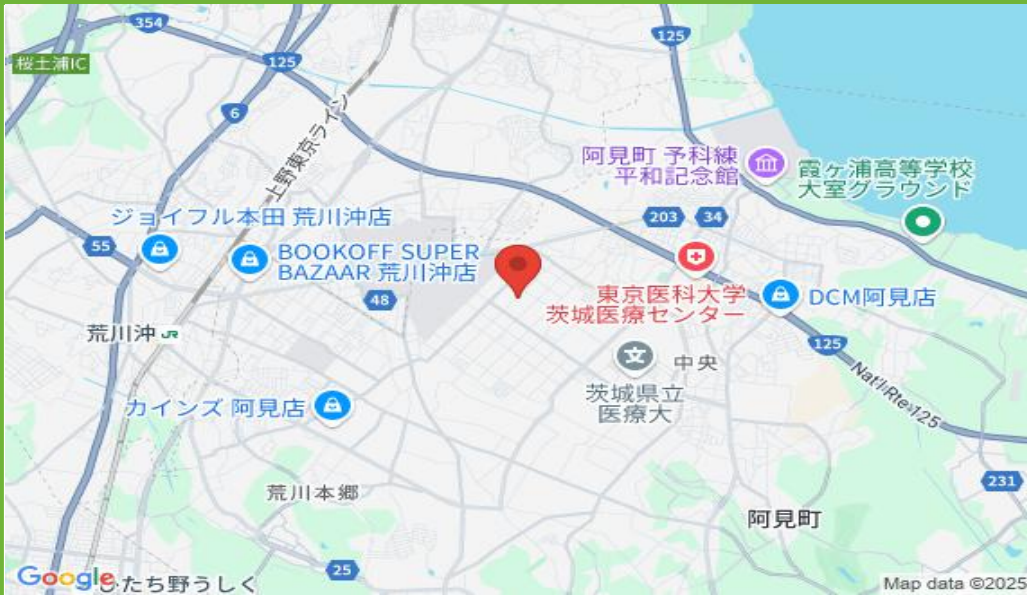 354
125
125
桜土浦IC
6
上野東京ライン
阿見町 予科練
平和記念館
霞ヶ浦高等学校
大室グラウンド
ジョイフル本田 荒川沖店
203
34
55
BOOKOFF SUPER
BAZAAR 荒川沖店
48
東京医科大学
茨城医療センター
DCM阿見店
荒川沖 JR
125
中央
茨城県立
医療大
Nat'l Rte 125
カインズ 阿見店
荒川本郷
231
阿見町
25
Google
ひたち野うしく
Map data ©2025